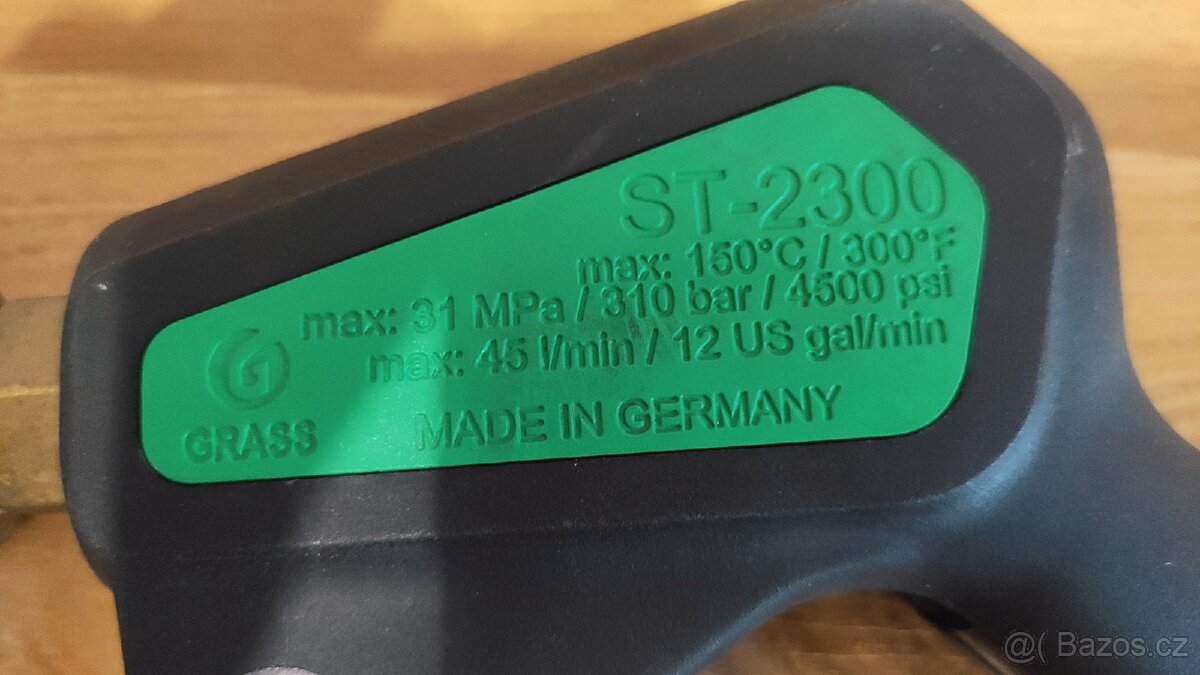 ST-2300
max: 150°C / 300°F
max: 31 MPa / 310 bar / 4500 psi
max: 45 l/min / 12 US gal/min
MADE IN GERMANY
G
GRASS
@( Bazos.cz